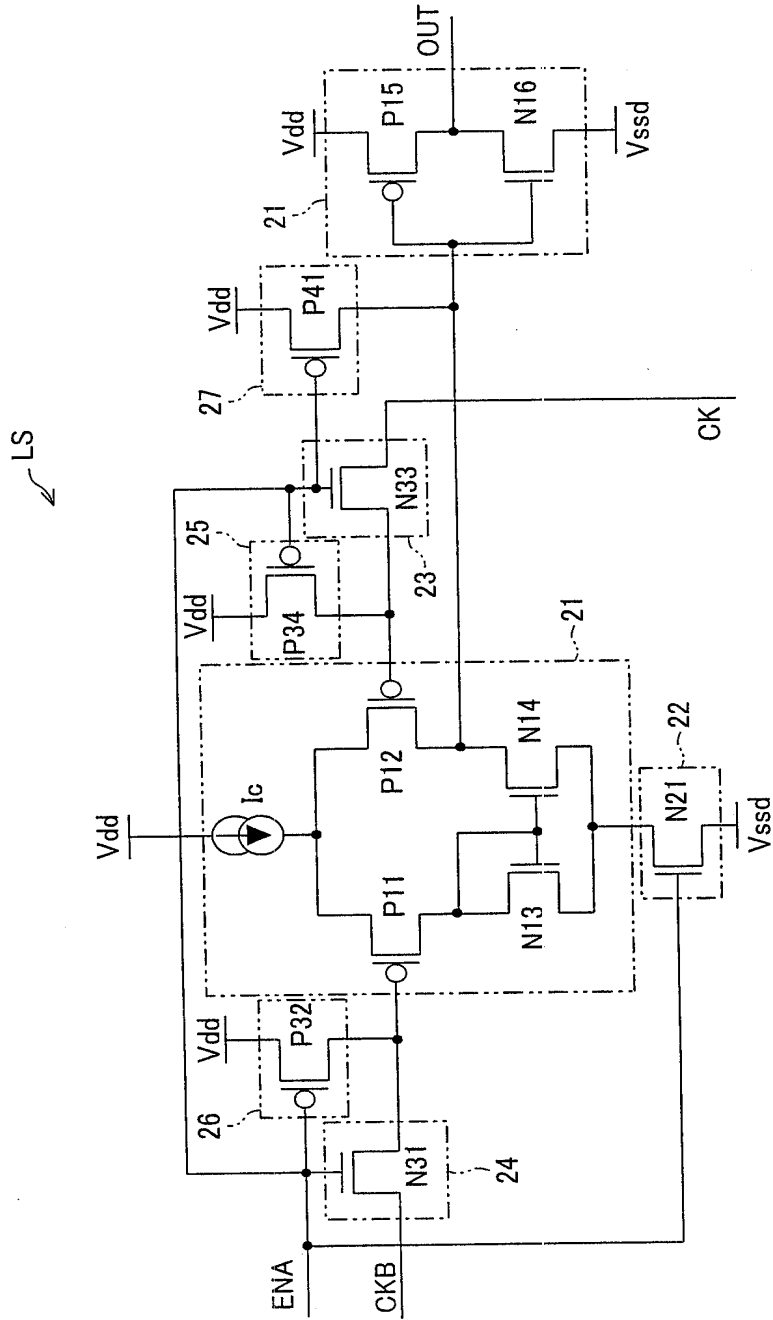 LS
Vdd
Ic
21
P11
P12
N13
N14
22
N21
Vssd
ENA
CKB
26
Vdd
P32
24
N31
25
Vdd
P34
23
N33
27
Vdd
P41
CK
21
Vdd
P15
N16
Vssd
OUT